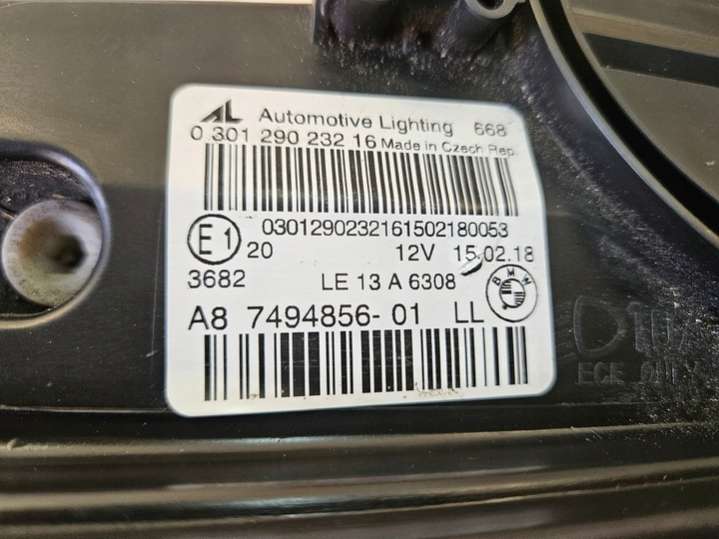 AL Automotive Lighting 668
0 301 290 232 16 Made in Czech Rep.
0301290232161502180053
E1 20 12V 15.02.18
3682 LE 13 A 6308 BMW
A8 7494856-01 LL